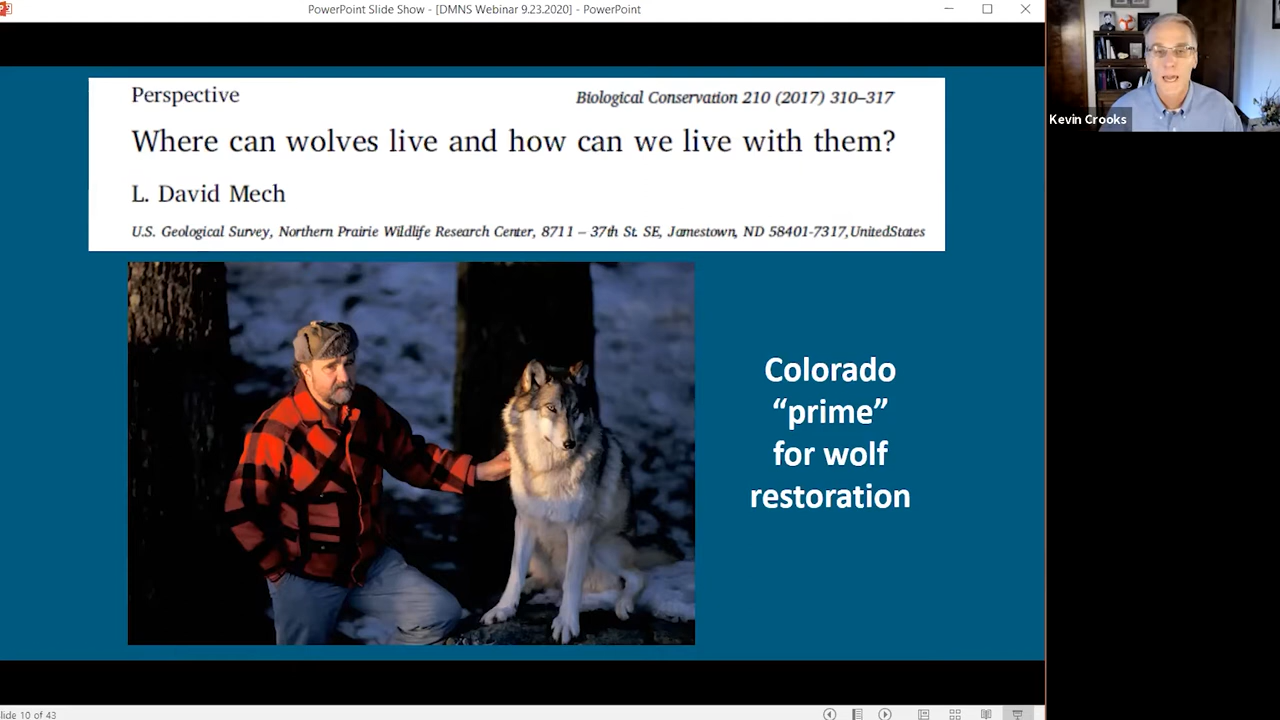 PowerPoint Slide Show - [DMNS Webinar 9.23.2020] - PowerPoint
Perspective
Biological Conservation 210 (2017) 310–317
Where can wolves live and how can we live with them?
L. David Mech
U.S. Geological Survey, Northern Prairie Wildlife Research Center, 8711 – 37th St. SE, Jamestown, ND 58401-7317,UnitedStates
Colorado
“prime”
for wolf
restoration
Kevin Crooks
lide 10 of 43